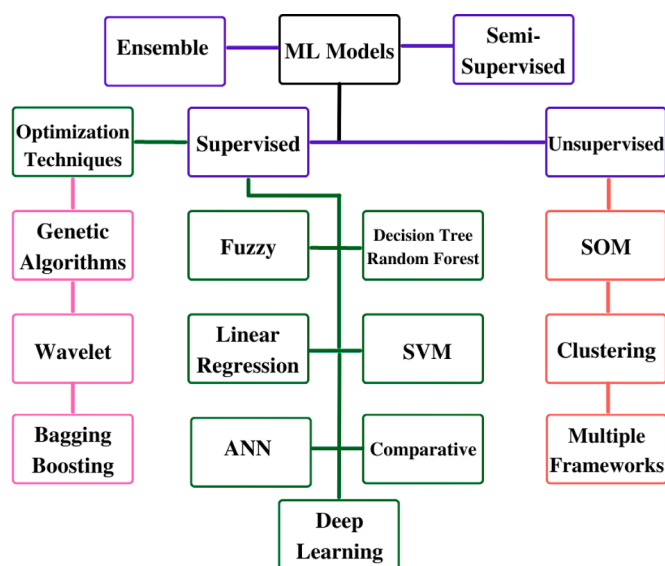 Ensemble
ML Models
Semi-
Supervised
Optimization
Techniques
Supervised
Unsupervised
Genetic
Algorithms
Fuzzy
Decision Tree
Random Forest
SOM
Wavelet
Linear
Regression
SVM
Clustering
Bagging
Boosting
ANN
Comparative
Multiple
Frameworks
Deep
Learning